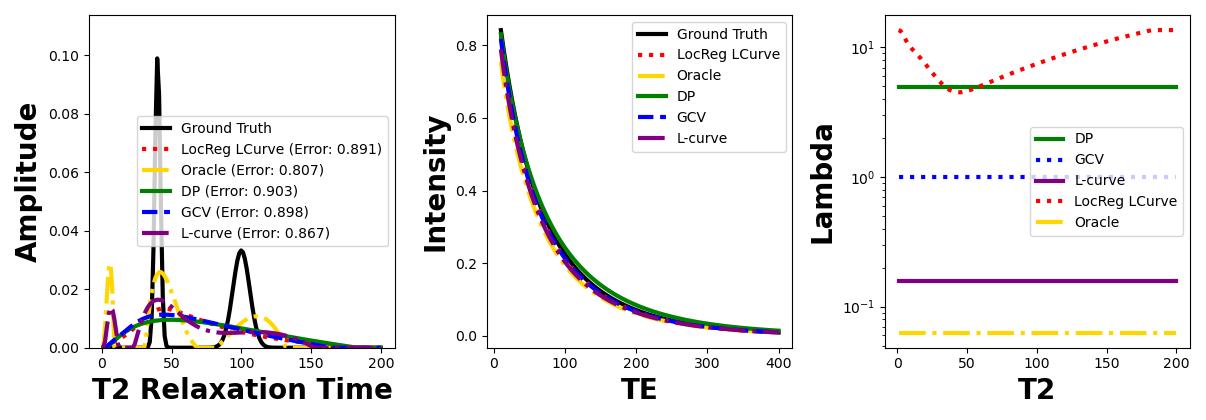 Amplitude
0.10
0.08
0.06
0.04
0.02
0.00
Ground Truth
LocReg LCurve (Error: 0.891)
Oracle (Error: 0.807)
DP (Error: 0.903)
GCV (Error: 0.898)
L-curve (Error: 0.867)
0 50 100 150 200
T2 Relaxation Time
Intensity
0.8
0.6
0.4
0.2
0.0
Ground Truth
LocReg LCurve
Oracle
DP
GCV
L-curve
0 100 200 300 400
TE
Lambda
10¹
10⁰
10⁻¹
DP
GCV
L-curve
LocReg LCurve
Oracle
0 50 100 150 200
T2